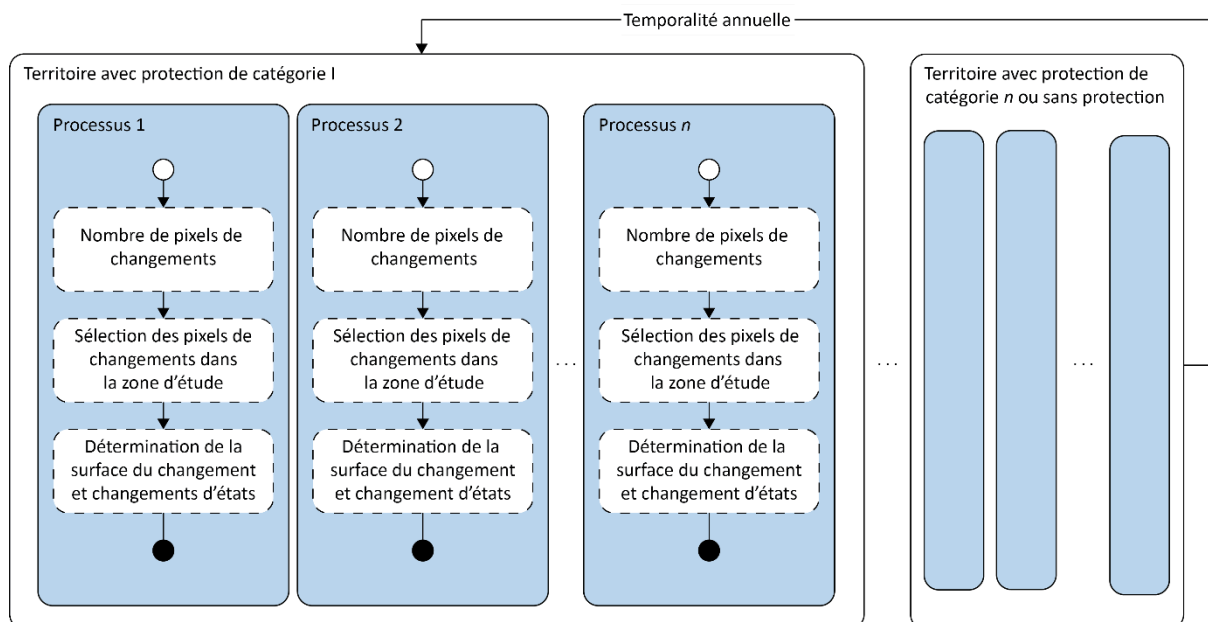 Temporalité annuelle
Territoire avec protection de catégorie I
Processus 1
Nombre de pixels de
changements
Sélection des pixels de
changements dans
la zone d'étude
Détermination de la
surface du changement
et changements d'états
Processus 2
Nombre de pixels de
changements
Sélection des pixels de
changements dans
la zone d'étude
Détermination de la
surface du changement
et changement d'états
...
Processus n
Nombre de pixels de
changements
Sélection des pixels de
changements dans
la zone d'étude
Détermination de la
surface du changement
et changement d'états
...
Territoire avec protection de
catégorie n ou sans protection
...